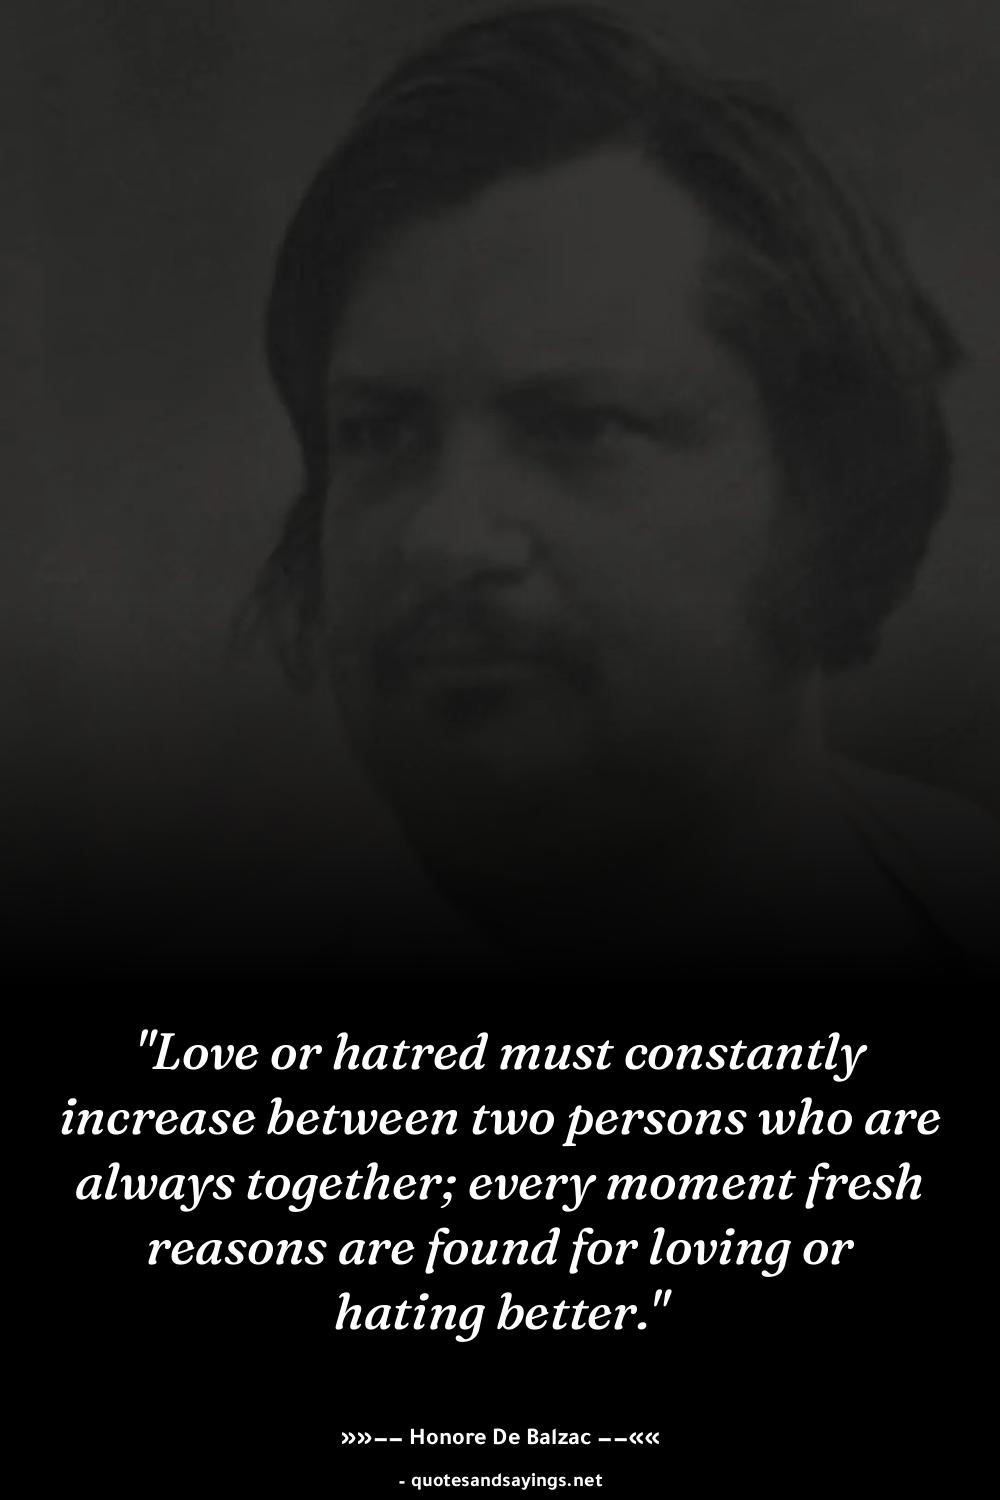 "Love or hatred must constantly
increase between two persons who are
always together; every moment fresh
reasons are found for loving or
hating better."
»»−− Honore De Balzac −−««
- quotesandsayings.net